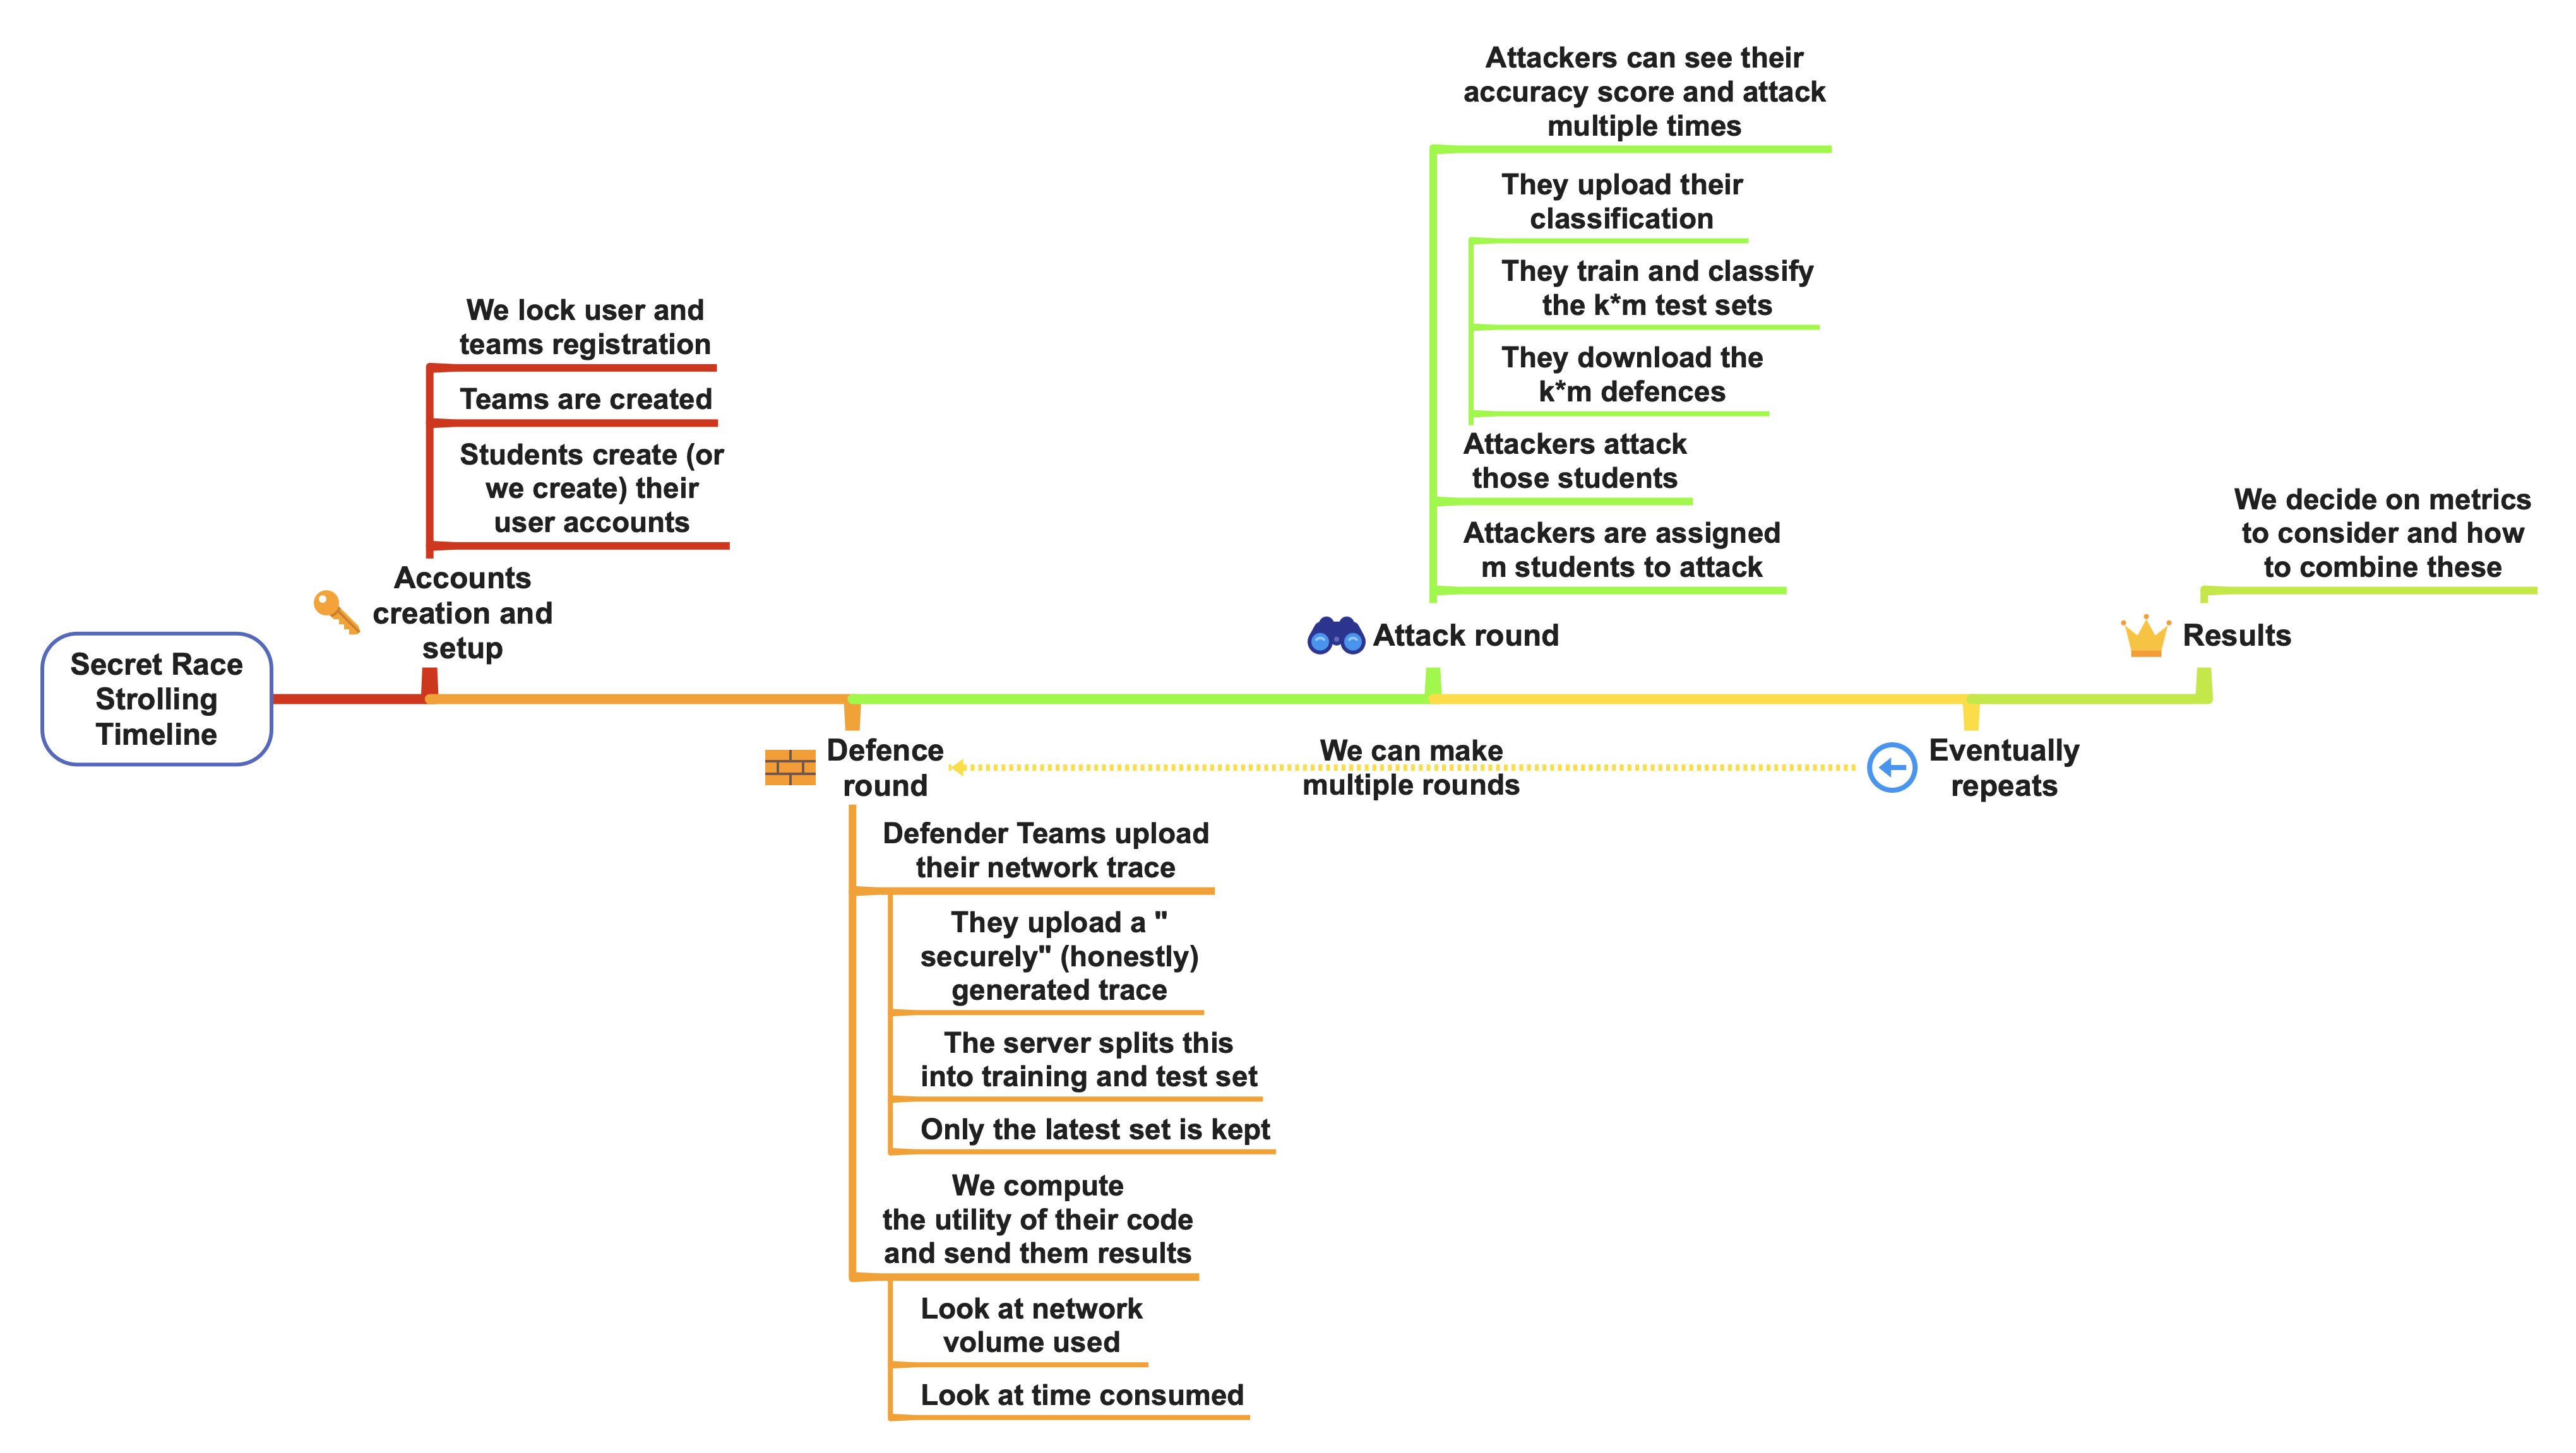 Secret Race
Strolling
Timeline
We lock user and
teams registration
Teams are created
Students create (or
we create) their
user accounts
Accounts
creation and
setup
Defence
round
Defender Teams upload
their network trace
They upload a "
securely" (honestly)
generated trace
The server splits this
into training and test set
Only the latest set is kept
We compute
the utility of their code
and send them results
Look at network
volume used
Look at time consumed
Attackers can see their
accuracy score and attack
multiple times
They upload their
classification
They train and classify
the k*m test sets
They download the
k*m defences
Attackers attack
those students
Attackers are assigned
m students to attack
Attack round
We can make
multiple rounds
Eventually
repeats
We decide on metrics
to consider and how
to combine these
Results